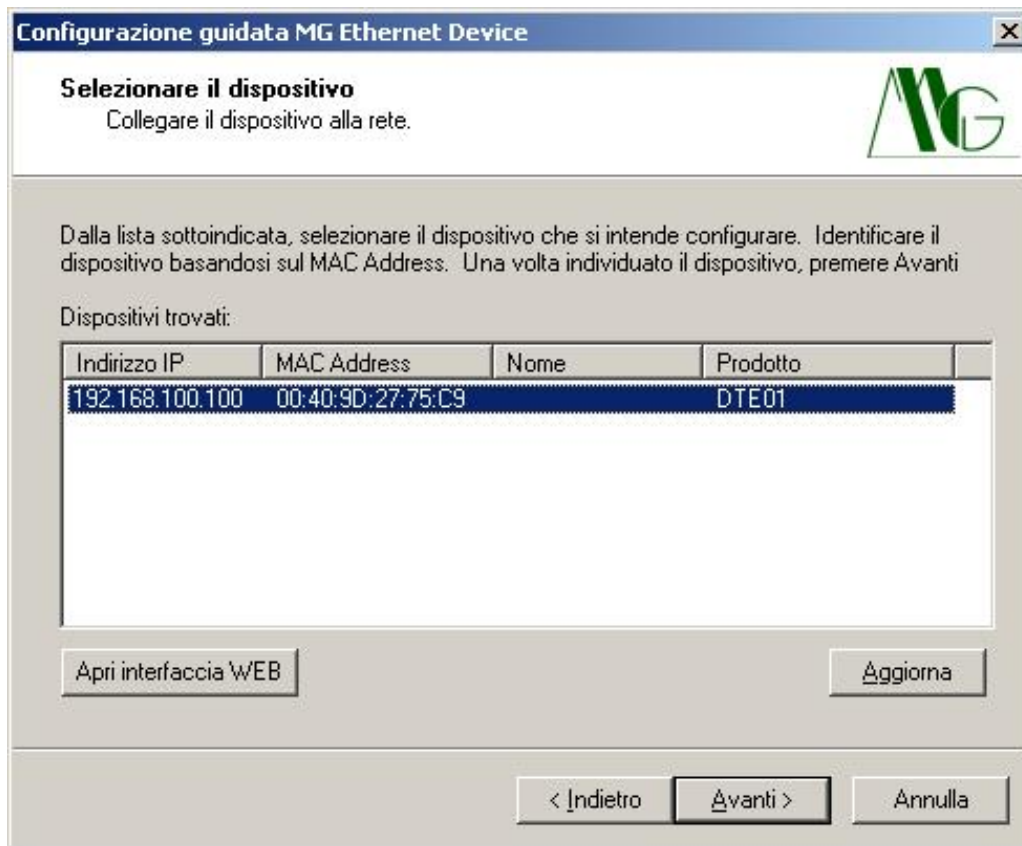 Configurazione guidata MG Ethernet Device
Selezionare il dispositivo
Collegare il dispositivo alla rete.
MG
Dalla lista sottoindicata, selezionare il dispositivo che si intende configurare. Identificare il
dispositivo basandosi sul MAC Address. Una volta individuato il dispositivo, premere Avanti
Dispositivi trovati:
Indirizzo IP MAC Address Nome Prodotto
192.168.100.100 00:40:9D:27:75:C9 DTE01
Apri interfaccia WEB Aggiorna
< Indietro Avanti > Annulla